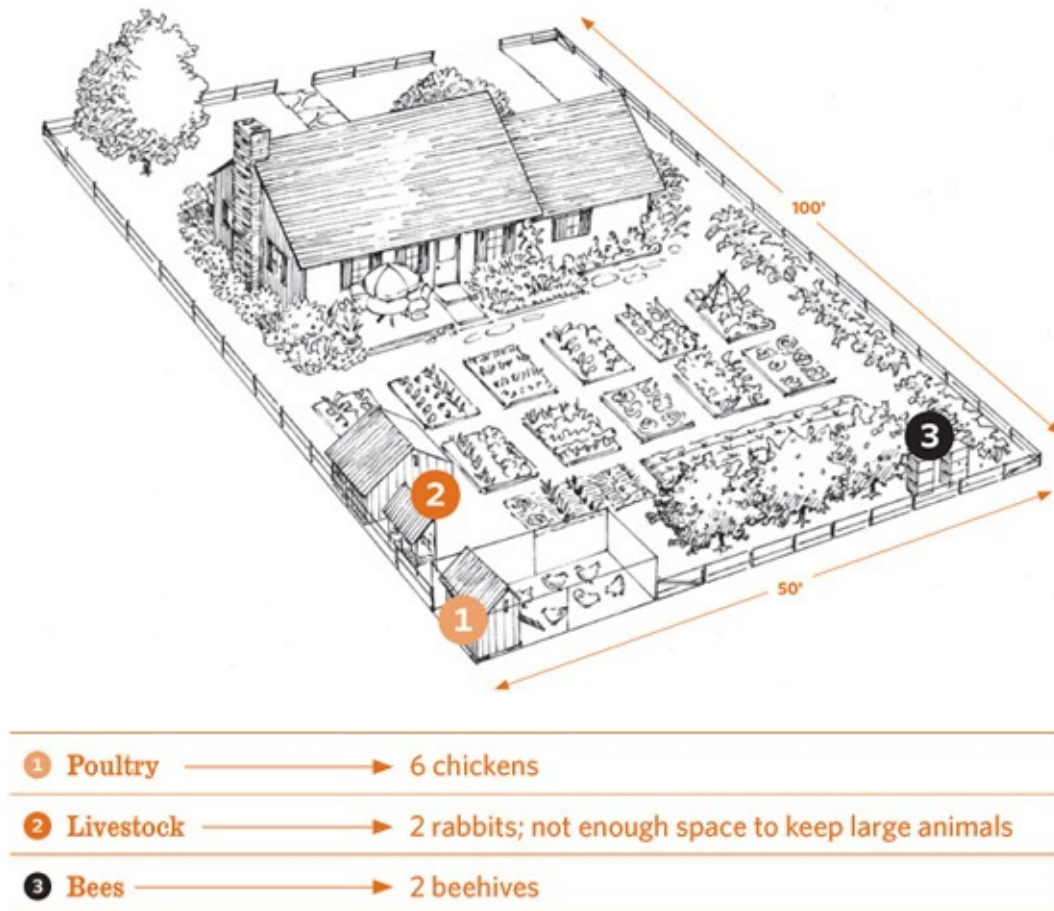 100'
2
3
50'
1
1 Poultry 6 chickens
2 Livestock 2 rabbits; not enough space to keep large animals
3 Bees 2 beehives